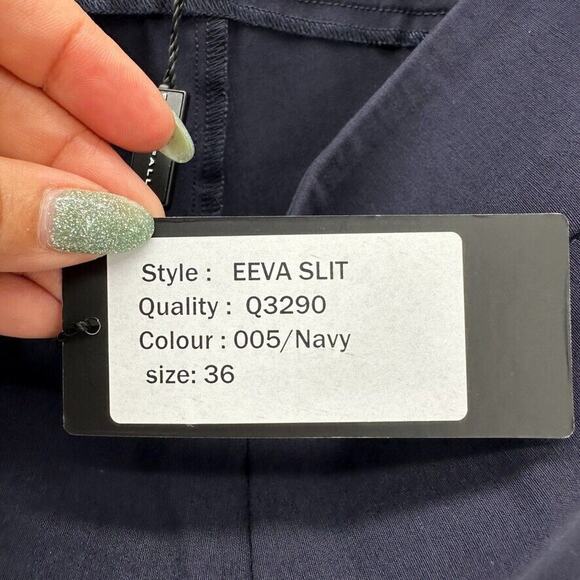 Style : EEVA SLIT
Quality : Q3290
Colour : 005/Navy
size: 36